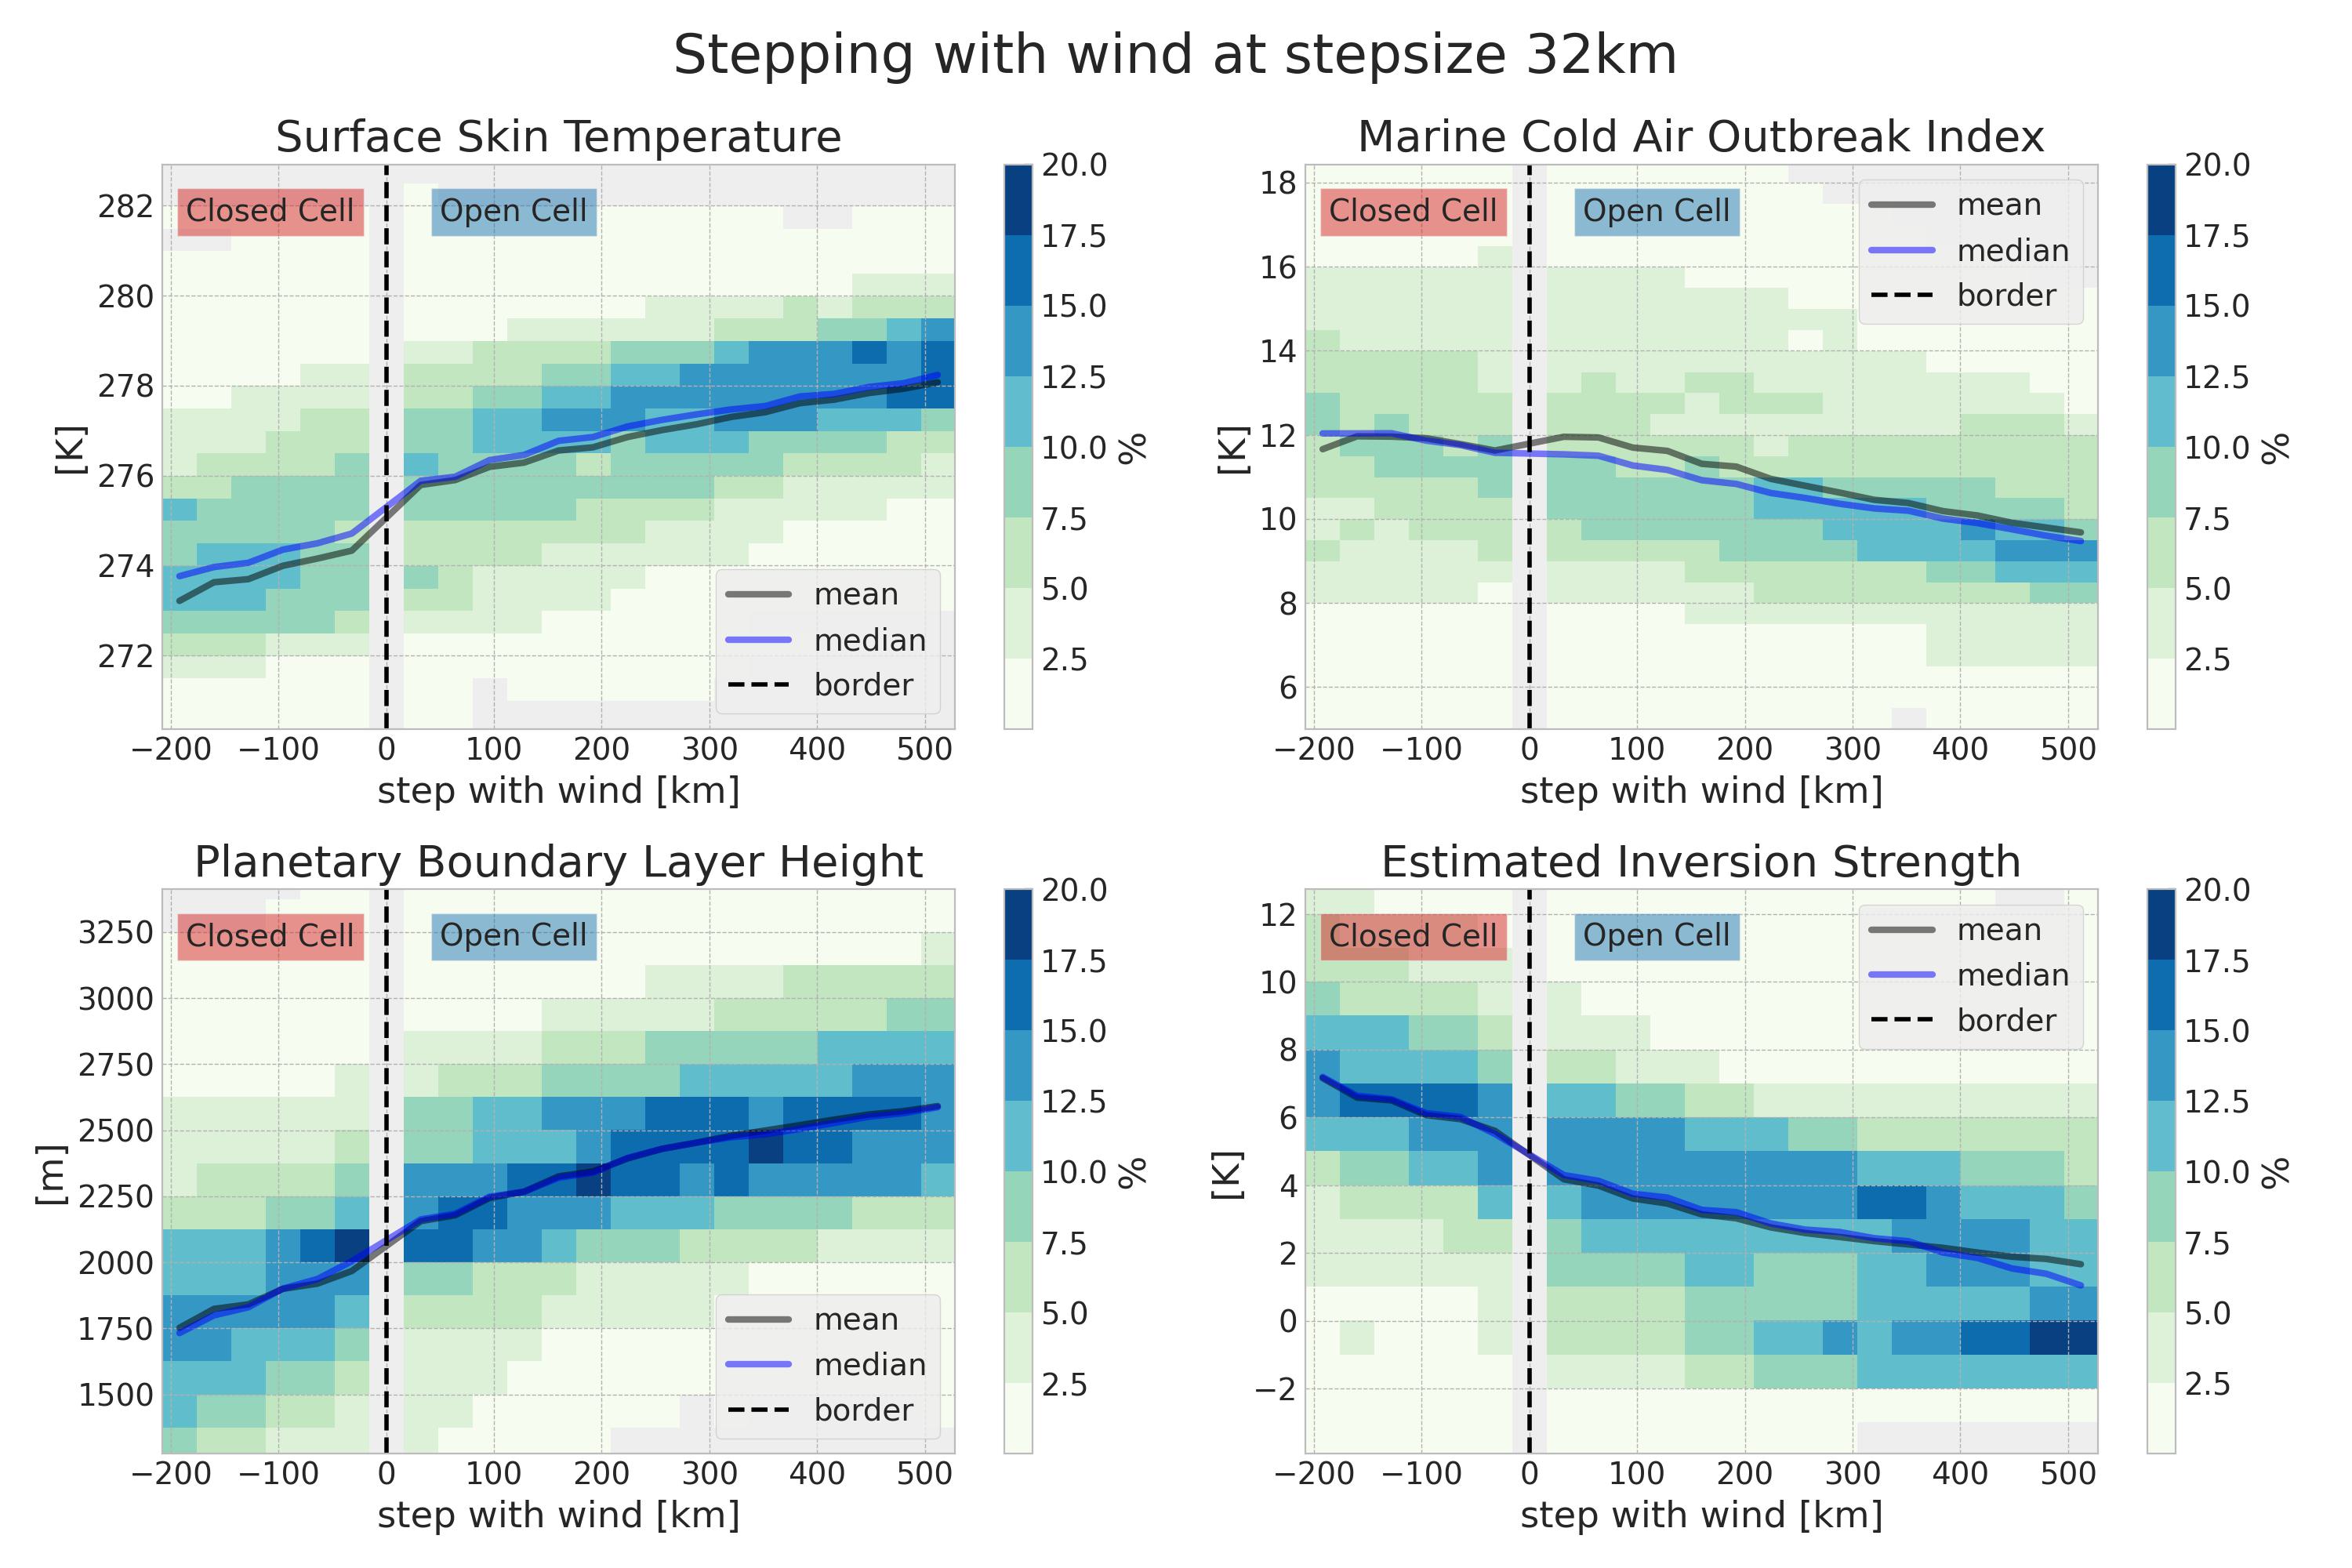 Stepping with wind at stepsize 32km
Surface Skin Temperature
[K]
282
280
278
276
274
272
Closed Cell
Open Cell
mean
median
border
−200 −100 0 100 200 300 400 500
step with wind [km]
20.0
17.5
15.0
12.5
10.0
7.5
5.0
2.5
%
Marine Cold Air Outbreak Index
[K]
18
16
14
12
10
8
6
Closed Cell
Open Cell
mean
median
border
−200 −100 0 100 200 300 400 500
step with wind [km]
20.0
17.5
15.0
12.5
10.0
7.5
5.0
2.5
%
Planetary Boundary Layer Height
[m]
3250
3000
2750
2500
2250
2000
1750
1500
Closed Cell
Open Cell
mean
median
border
−200 −100 0 100 200 300 400 500
step with wind [km]
20.0
17.5
15.0
12.5
10.0
7.5
5.0
2.5
%
Estimated Inversion Strength
[K]
12
10
8
6
4
2
0
−2
Closed Cell
Open Cell
mean
median
border
−200 −100 0 100 200 300 400 500
step with wind [km]
20.0
17.5
15.0
12.5
10.0
7.5
5.0
2.5
%